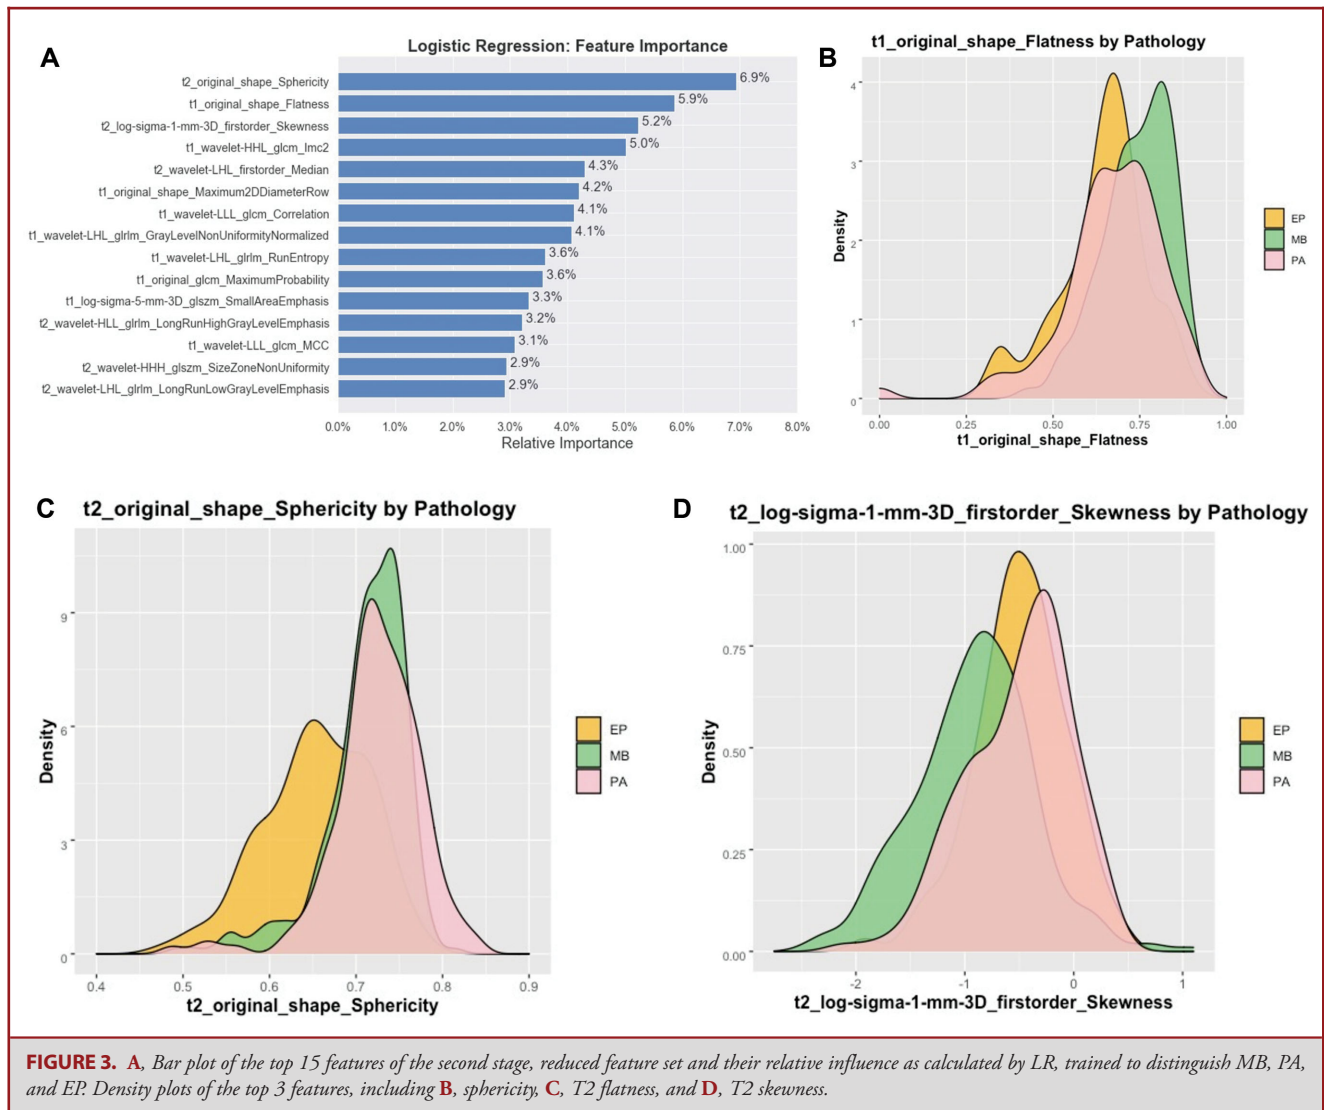 A
Logistic Regression: Feature Importance
t2_original_shape_Sphericity 6.9%
t1_original_shape_Flatness 5.9%
t2_log-sigma-1-mm-3D_firstorder_Skewness 5.2%
t1_wavelet-HHL_glcm_Imc2 5.0%
t2_wavelet-LHL_firstorder_Median 4.3%
t1_original_shape_Maximum2DDiameterRow 4.2%
t1_wavelet-LLL_glcm_Correlation 4.1%
t1_wavelet-LHL_glrlm_GrayLevelNonUniformityNormalized 4.1%
t1_wavelet-LHL_glrlm_RunEntropy 3.6%
t1_original_glcm_MaximumProbability 3.6%
t1_log-sigma-5-mm-3D_glszm_SmallAreaEmphasis 3.3%
t2_wavelet-HLL_glrlm_LongRunHighGrayLevelEmphasis 3.2%
t1_wavelet-LLL_glcm_MCC 3.1%
t2_wavelet-HHH_glszm_SizeZoneNonUniformity 2.9%
t2_wavelet-LHL_glrlm_LongRunLowGrayLevelEmphasis 2.9%
0.0% 1.0% 2.0% 3.0% 4.0% 5.0% 6.0% 7.0% 8.0%
Relative Importance
B
t1_original_shape_Flatness by Pathology
4
3
2
1
0
Density
0.00 0.25 0.50 0.75 1.00
t1_original_shape_Flatness
EP
MB
PA
C
t2_original_shape_Sphericity by Pathology
9
6
3
0
Density
0.4 0.5 0.6 0.7 0.8 0.9
t2_original_shape_Sphericity
EP
MB
PA
D
t2_log-sigma-1-mm-3D_firstorder_Skewness by Pathology
1.00
0.75
0.50
0.25
0.00
Density
-2 -1 0 1
t2_log-sigma-1-mm-3D_firstorder_Skewness
EP
MB
PA
FIGURE 3. A, Bar plot of the top 15 features of the second stage, reduced feature set and their relative influence as calculated by LR, trained to distinguish MB, PA,
and EP. Density plots of the top 3 features, including B, sphericity, C, T2 flatness, and D, T2 skewness.